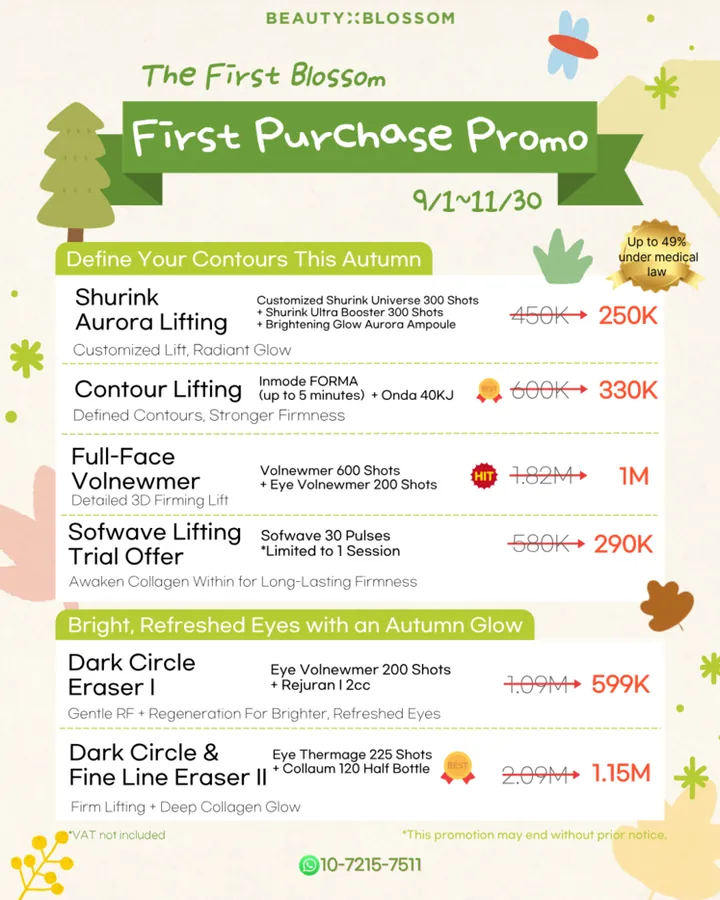 BEAUTY BLOSSOM
The First Blossom
First Purchase Promo
9/1~11/30
Up to 49%
under medical
law
Define Your Contours This Autumn
Shurink
Aurora Lifting
Customized Shurink Universe 300 Shots
+ Shurink Ultra Booster 300 Shots
+ Brightening Glow Aurora Ampoule
450K 250K
Customized Lift, Radiant Glow
Contour Lifting
Inmode FORMA
(up to 5 minutes) + Onda 40KJ
BEST
600K 330K
Defined Contours, Stronger Firmness
Full-Face
Volnewmer
Volnewmer 600 Shots
+ Eye Volnewmer 200 Shots
HIT
1.82M 1M
Detailed 3D Firming Lift
Sofwave Lifting
Trial Offer
Sofwave 30 Pulses
*Limited to 1 Session
580K 290K
Awaken Collagen Within for Long-Lasting Firmness
Bright, Refreshed Eyes with an Autumn Glow
Dark Circle
Eraser I
Eye Volnewmer 200 Shots
+ Rejuran I 2cc
1.09M 599K
Gentle RF + Regeneration For Brighter, Refreshed Eyes
Dark Circle &
Fine Line Eraser II
Eye Thermage 225 Shots
+ Collaum 120 Half Bottle
BEST
2.09M 1.15M
Firm Lifting + Deep Collagen Glow
*VAT not included
*This promotion may end without prior notice.
10-7215-7511